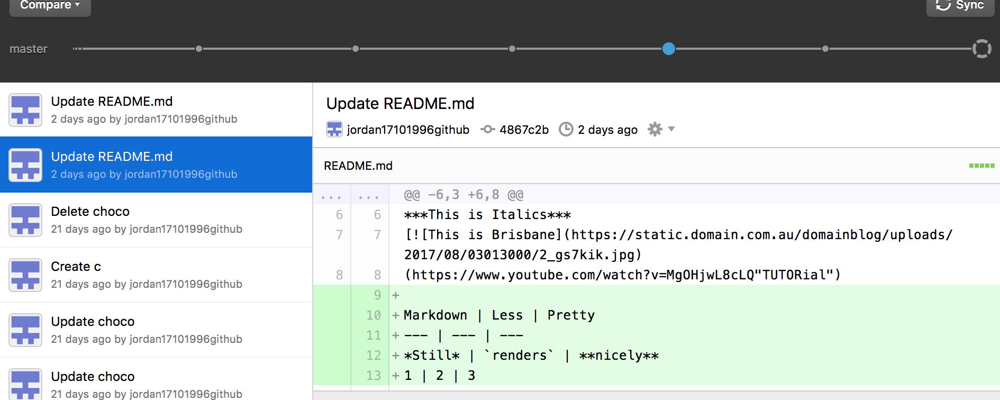 Compare ▾
Sync
master
Update README.md
2 days ago by jordan17101996github
Update README.md
2 days ago by jordan17101996github
Delete choco
21 days ago by jordan17101996github
Create c
21 days ago by jordan17101996github
Update choco
21 days ago by jordan17101996github
Update choco
21 days ago by jordan17101996github
Update README.md
jordan17101996github 4867c2b 2 days ago
README.md
... ... @@ -6,3 +6,8 @@
6 6 ***This is Italics***
7 7 [![This is Brisbane](https://static.domain.com.au/domainblog/uploads/
2017/08/03013000/2_gs7kik.jpg)
8 8 (https://www.youtube.com/watch?v=MgOHjwL8cLQ"TUTORial")
9 +
10 +Markdown | Less | Pretty
11 +--- | --- | ---
12 +*Still* | `renders` | **nicely**
13 +1 | 2 | 3